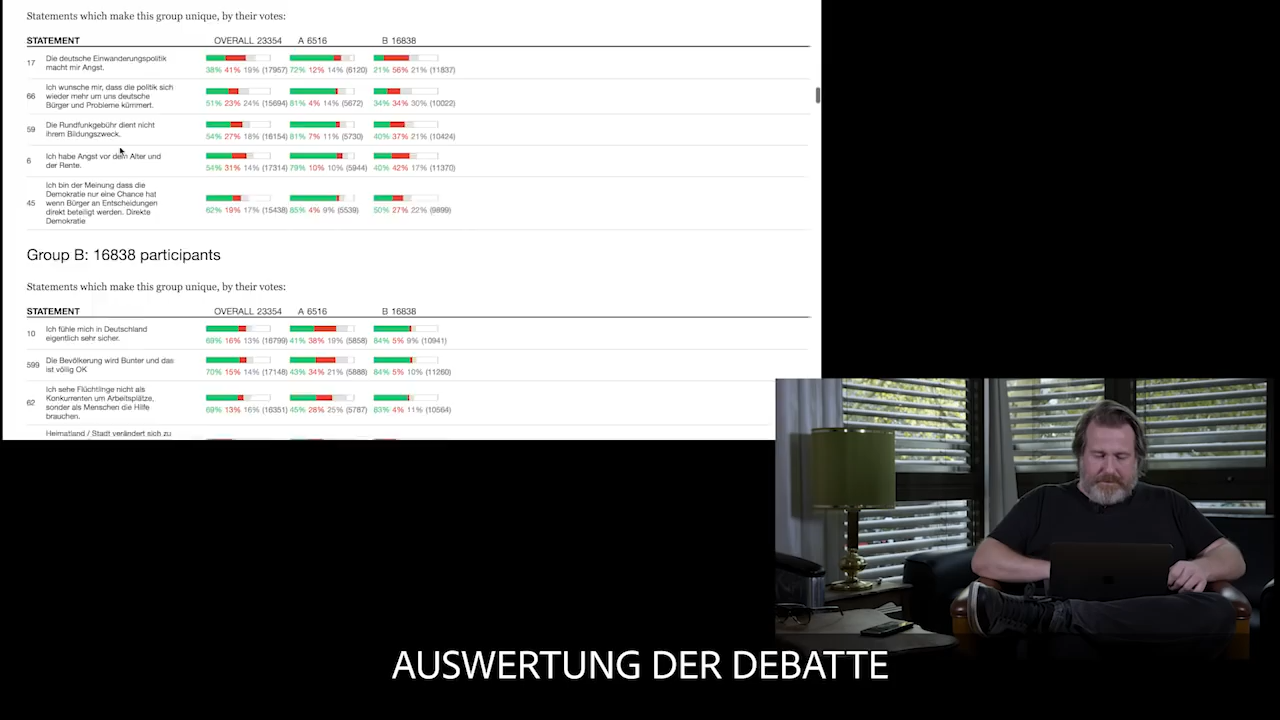 Statements which make this group unique, by their votes:
STATEMENT OVERALL 23354 A 6516 B 16838
17 Die deutsche Einwanderungspolitik
macht mir Angst.
38% 41% 19% (17957) 72% 12% 14% (6120) 21% 56% 21% (11837)
66 Ich wunsche mir, dass die politik sich
wieder mehr um uns deutsche
Bürger und Probleme kümmert.
51% 23% 24% (15694) 81% 4% 14% (5672) 34% 34% 30% (10022)
59 Die Rundfunkgebühr dient nicht
ihrem Bildungszweck.
54% 27% 18% (16154) 81% 7% 11% (5730) 40% 37% 21% (10424)
6 Ich habe Angst vor dem Alter und
der Rente.
54% 31% 14% (17314) 79% 10% 10% (5944) 40% 42% 17% (11370)
45 Ich bin der Meinung dass die
Demokratie nur eine Chance hat
wenn Bürger an Entscheidungen
direkt beteiligt werden. Direkte
Demokratie
62% 19% 17% (15438) 85% 4% 9% (5539) 50% 27% 22% (9899)
Group B: 16838 participants
Statements which make this group unique, by their votes:
STATEMENT OVERALL 23354 A 6516 B 16838
10 Ich fühle mich in Deutschland
eigentlich sehr sicher.
69% 16% 13% (16799) 41% 38% 19% (5858) 84% 5% 9% (10941)
599 Die Bevölkerung wird Bunter und das
ist völlig OK
70% 15% 14% (17148) 43% 34% 21% (5888) 84% 5% 10% (11260)
62 Ich sehe Flüchtlinge nicht als
Konkurrenten um Arbeitsplätze,
sonder als Menschen die Hilfe
brauchen.
69% 13% 16% (16351) 45% 28% 25% (5787) 83% 4% 11% (10564)
Heimatland / Stadt verändert sich zu
AUSWERTUNG DER DEBATTE